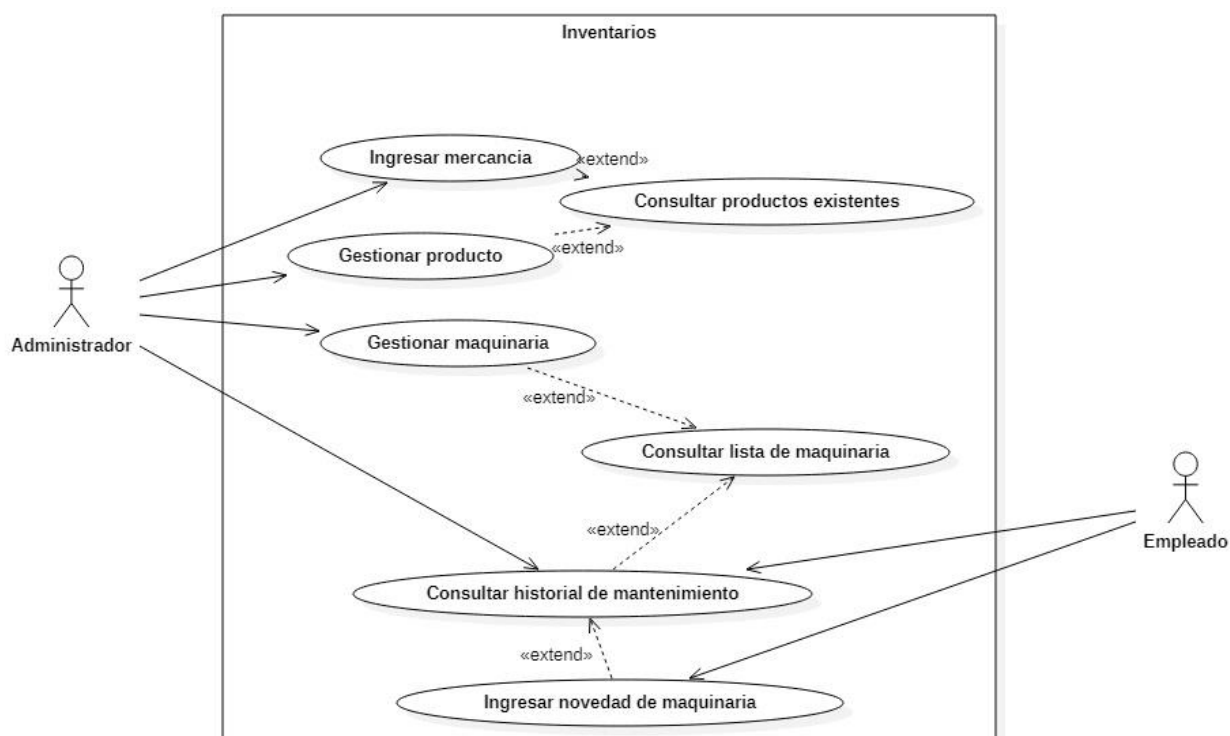 Inventarios
Ingresar mercancia
«extend»
Consultar productos existentes
Gestionar producto
«extend»
Administrador
Gestionar maquinaria
«extend»
Consultar lista de maquinaria
«extend»
Empleado
Consultar historial de mantenimiento
«extend»
Ingresar novedad de maquinaria